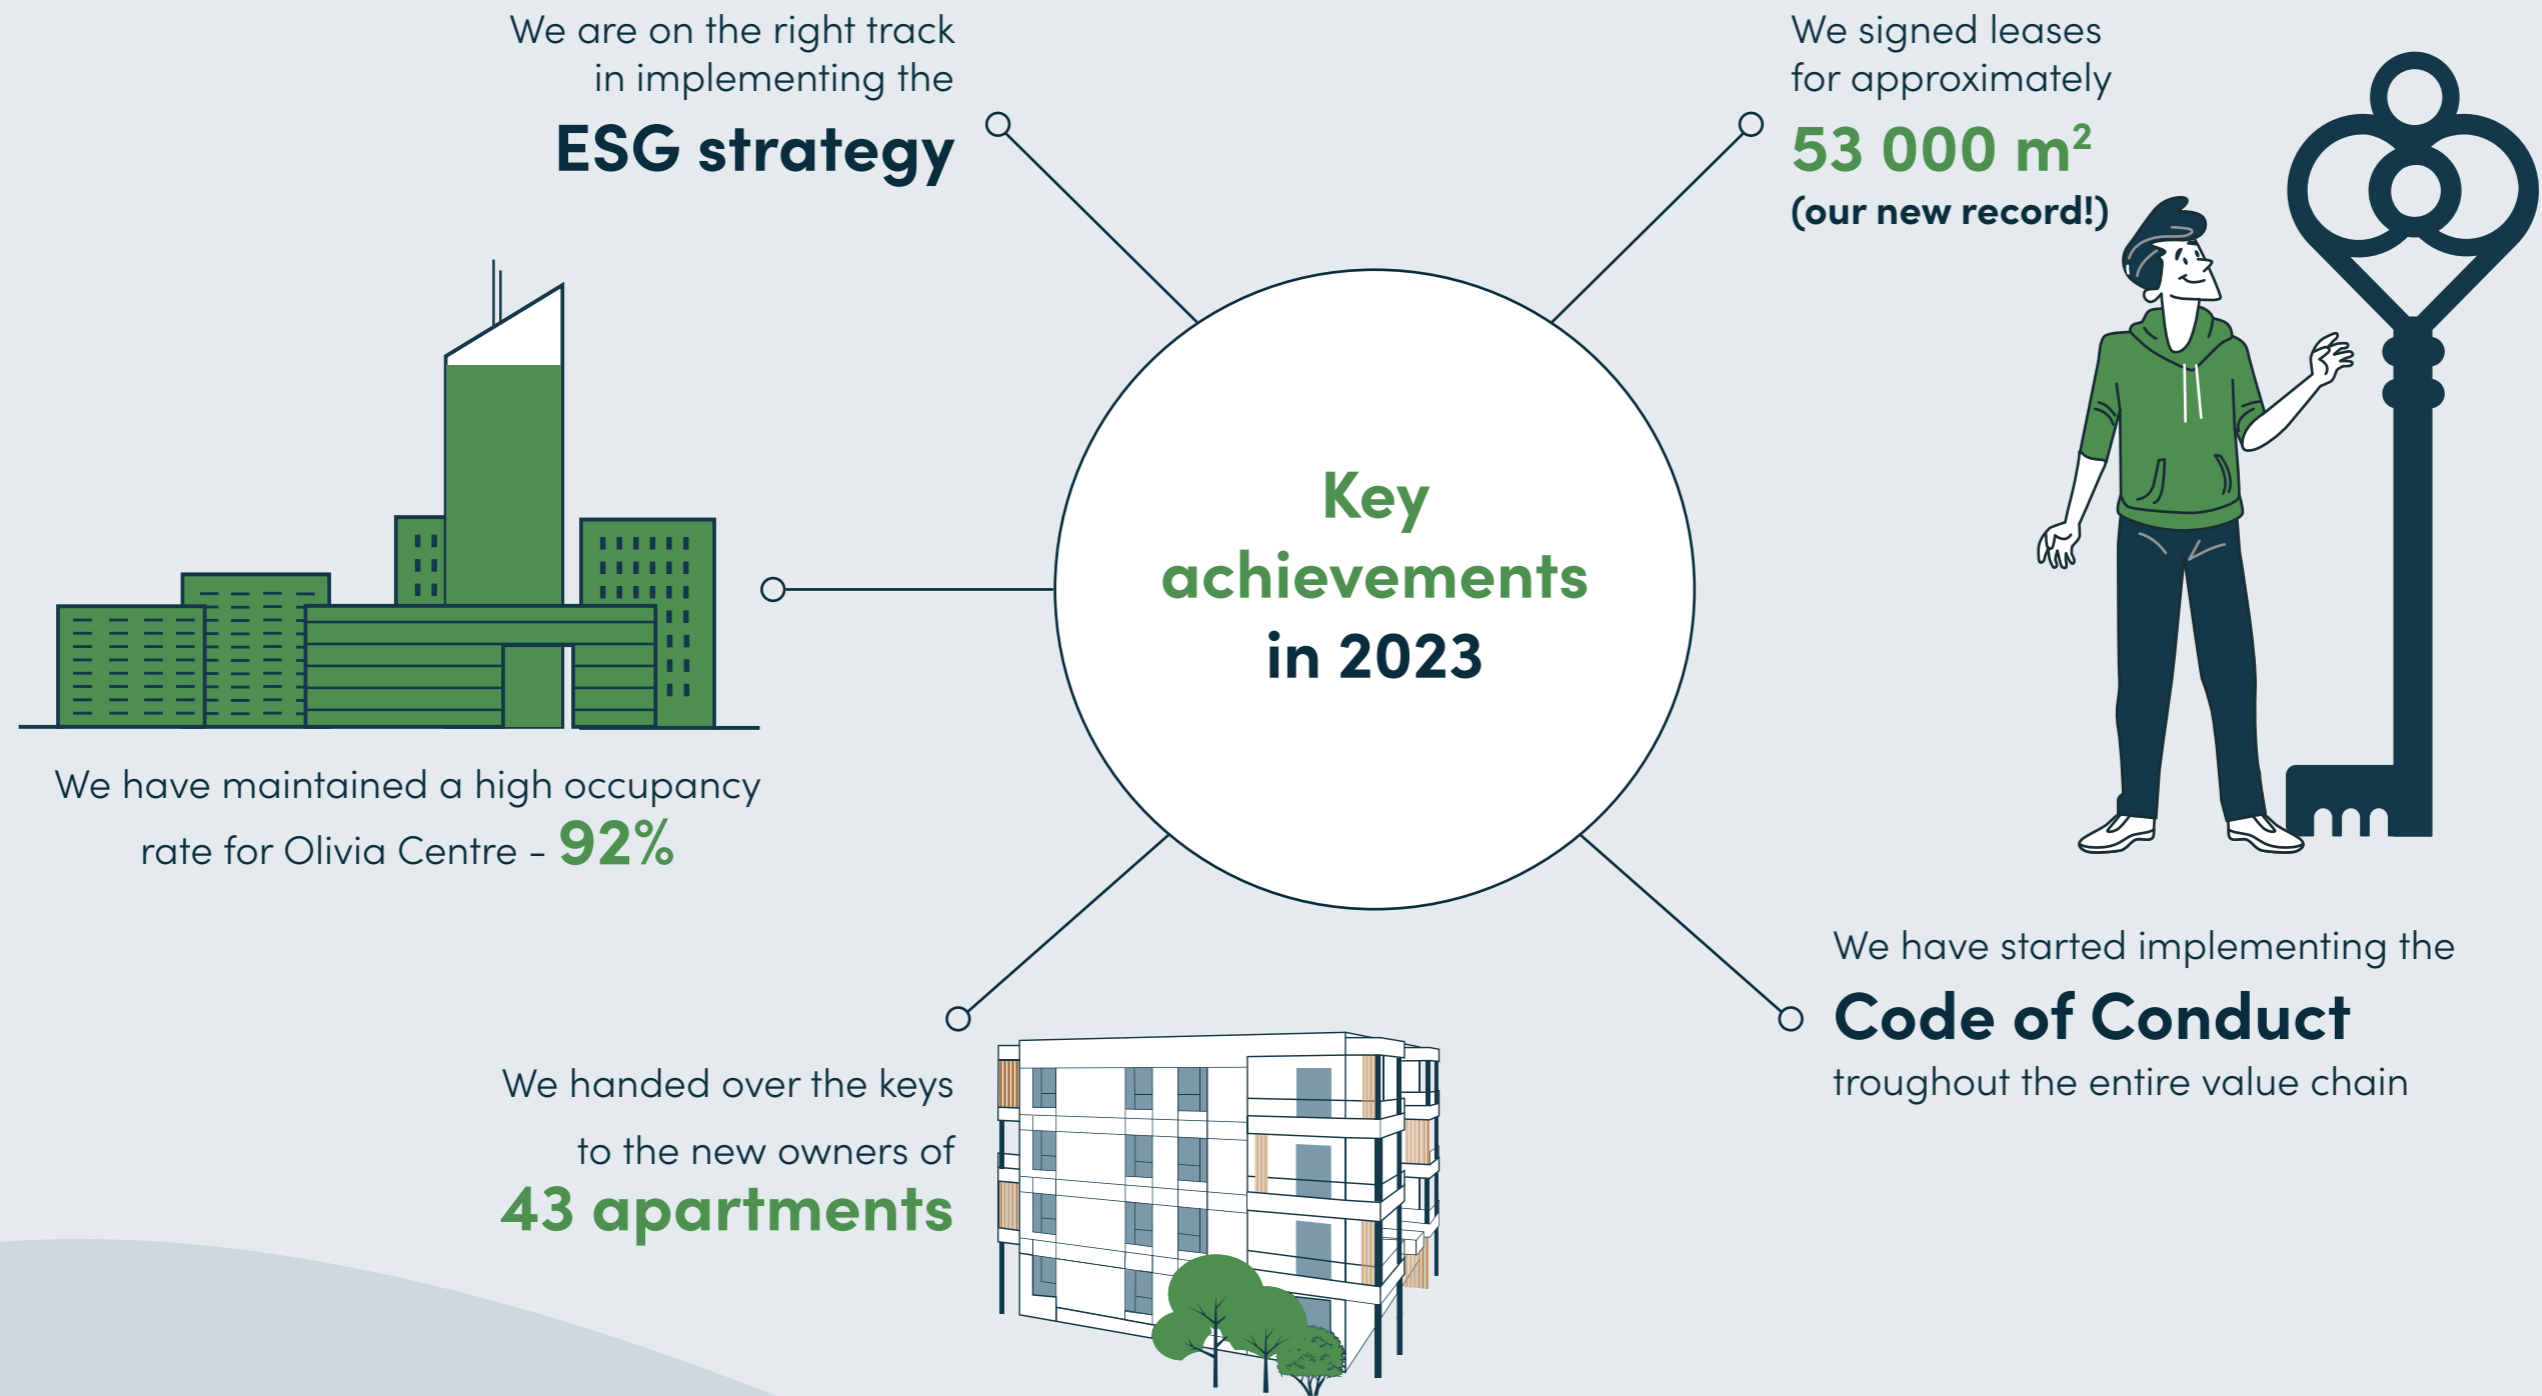 We are on the right track
in implementing the
ESG strategy
We signed leases
for approximately
53 000 m²
(our new record!)
Key
achievements
in 2023
We have maintained a high occupancy
rate for Olivia Centre - 92%
We handed over the keys
to the new owners of
43 apartments
We have started implementing the
Code of Conduct
troughout the entire value chain